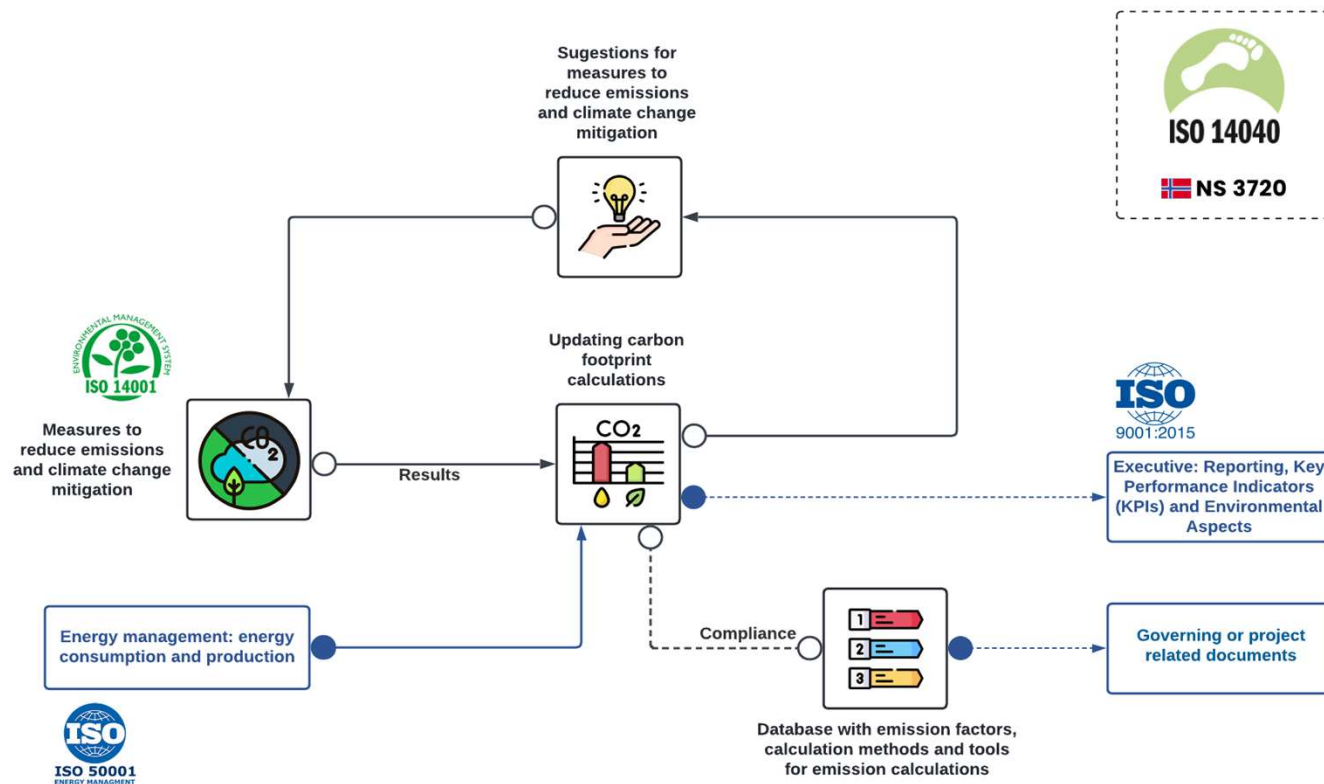 Sugestions for
measures to
reduce emissions
and climate change
mitigation
ISO 14040
NS 3720
ENVIRONMENTAL MANAGEMENT SYSTEM
ISO 14001
Updating carbon
footprint
calculations
ISO
9001:2015
Measures to
reduce emissions
and climate change
mitigation
CO
2
Results
CO2
Executive: Reporting, Key
Performance Indicators
(KPIs) and Environmental
Aspects
Energy management: energy
consumption and production
Compliance
1
2
3
Governing or project
related documents
ISO
ISO 50001
ENERGY MANAGMENT
Database with emission factors,
calculation methods and tools
for emission calculations